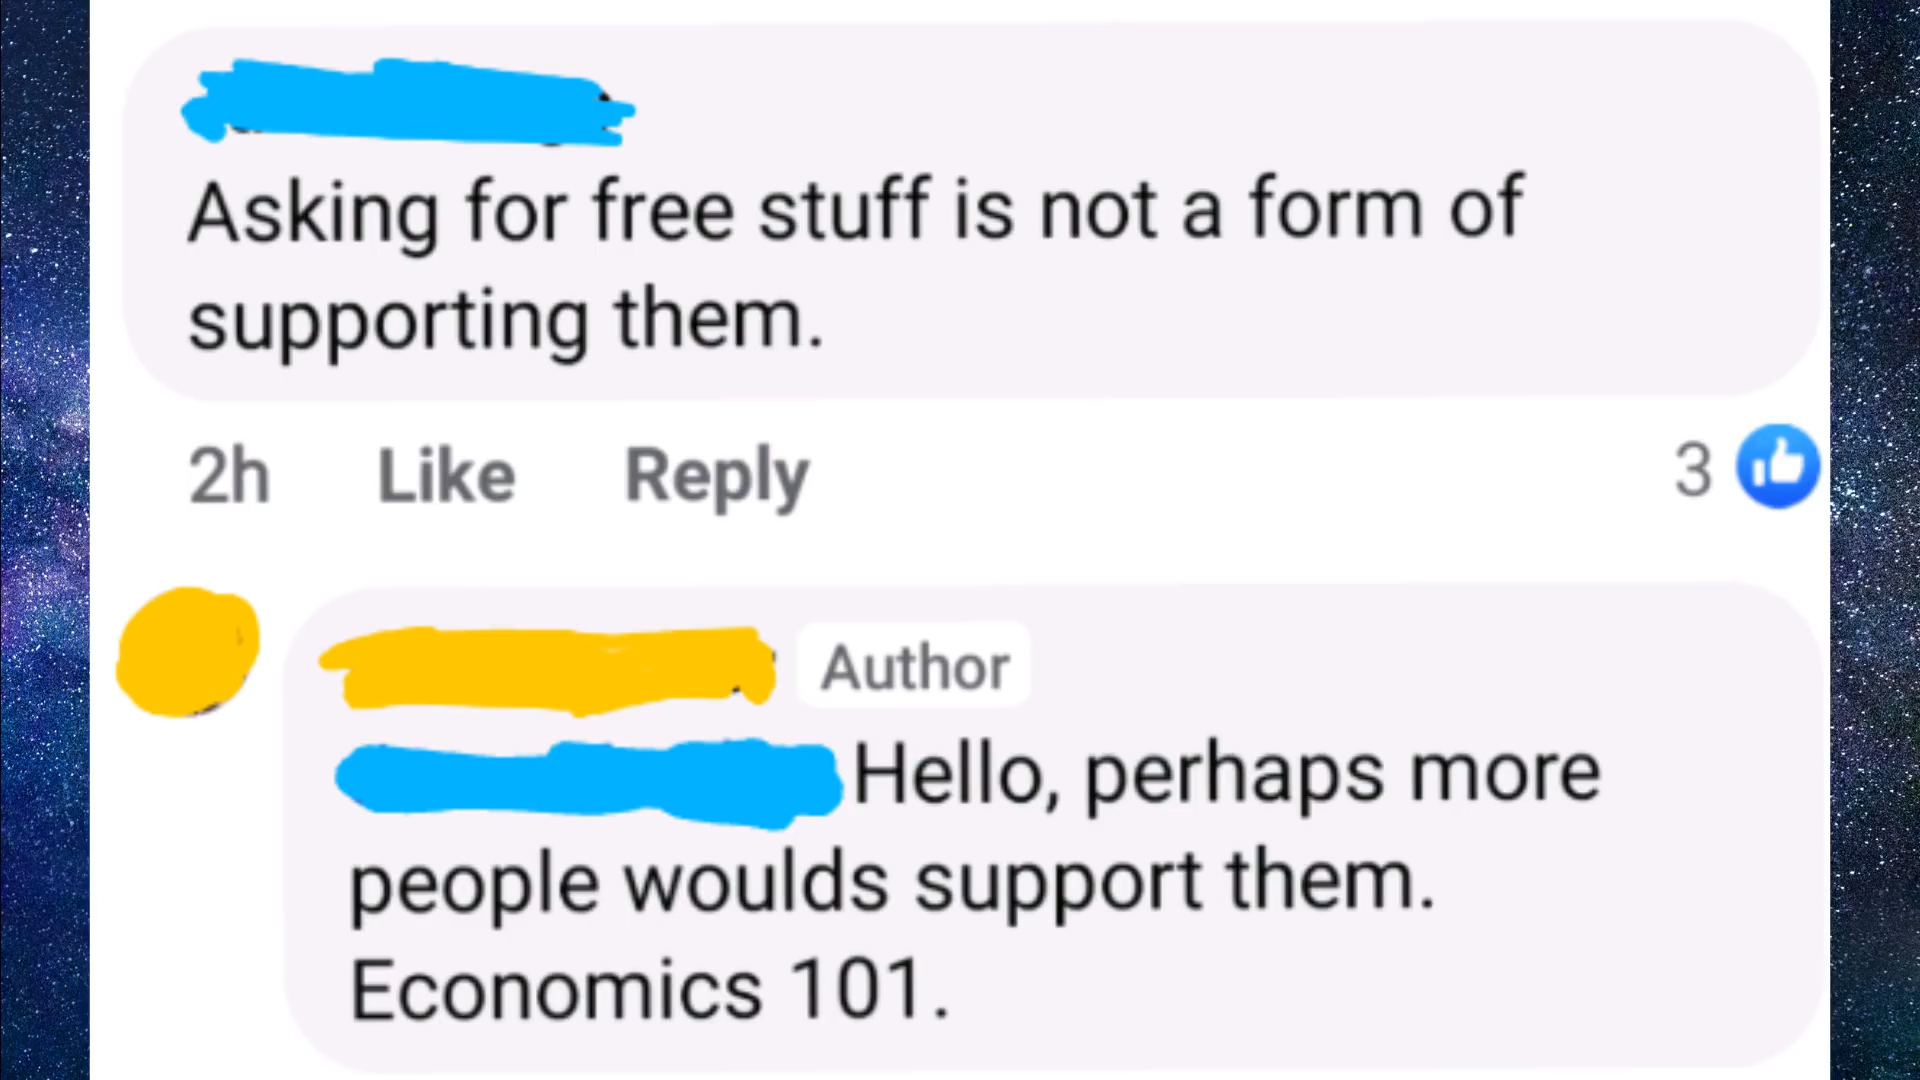 Asking for free stuff is not a form of
supporting them.
2h Like Reply 3
Author
Hello, perhaps more
people woulds support them.
Economics 101.